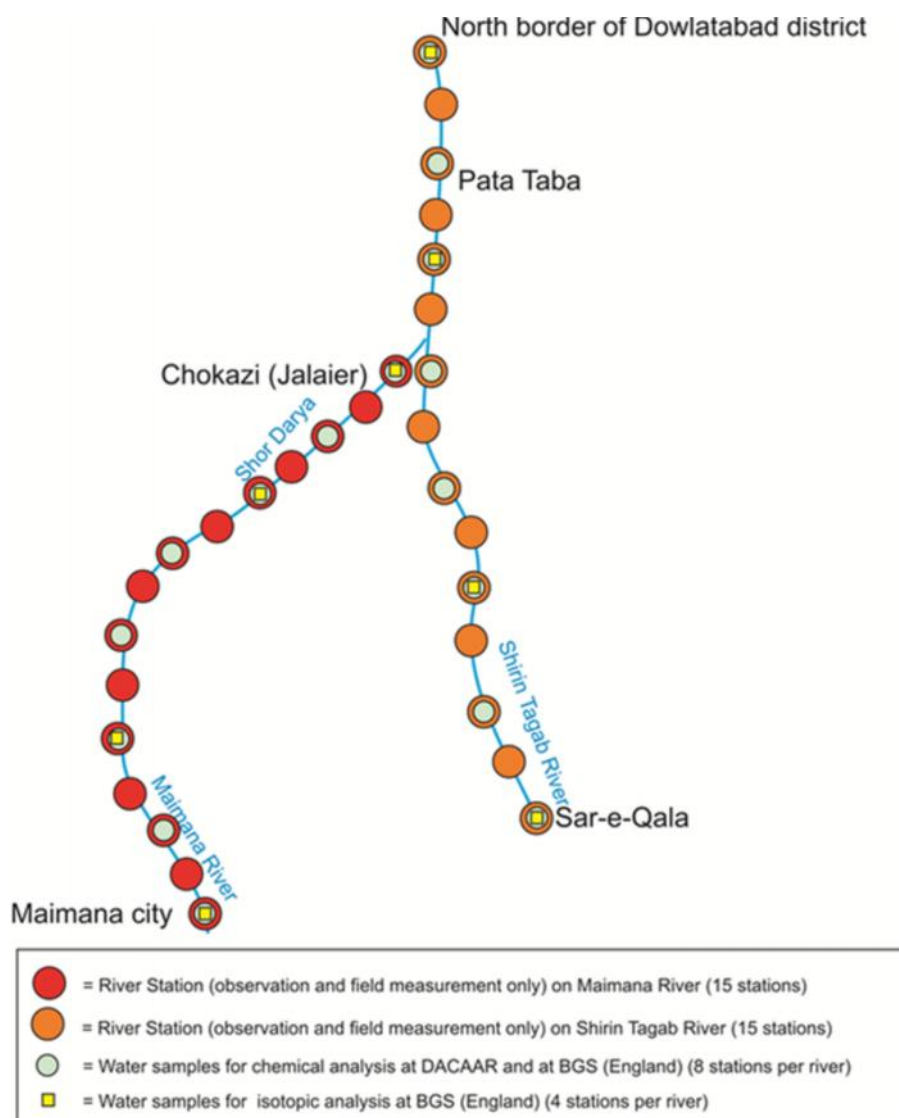 North border of Dowlatabad district
Pata Taba
Chokazi (Jalaier)
Shor Darya
Shirin Tagab River
Maimana River
Sar-e-Qala
Maimana city
= River Station (observation and field measurement only) on Maimana River (15 stations)
= River Station (observation and field measurement only) on Shirin Tagab River (15 stations)
= Water samples for chemical analysis at DACAAR and at BGS (England) (8 stations per river)
= Water samples for isotopic analysis at BGS (England) (4 stations per river)